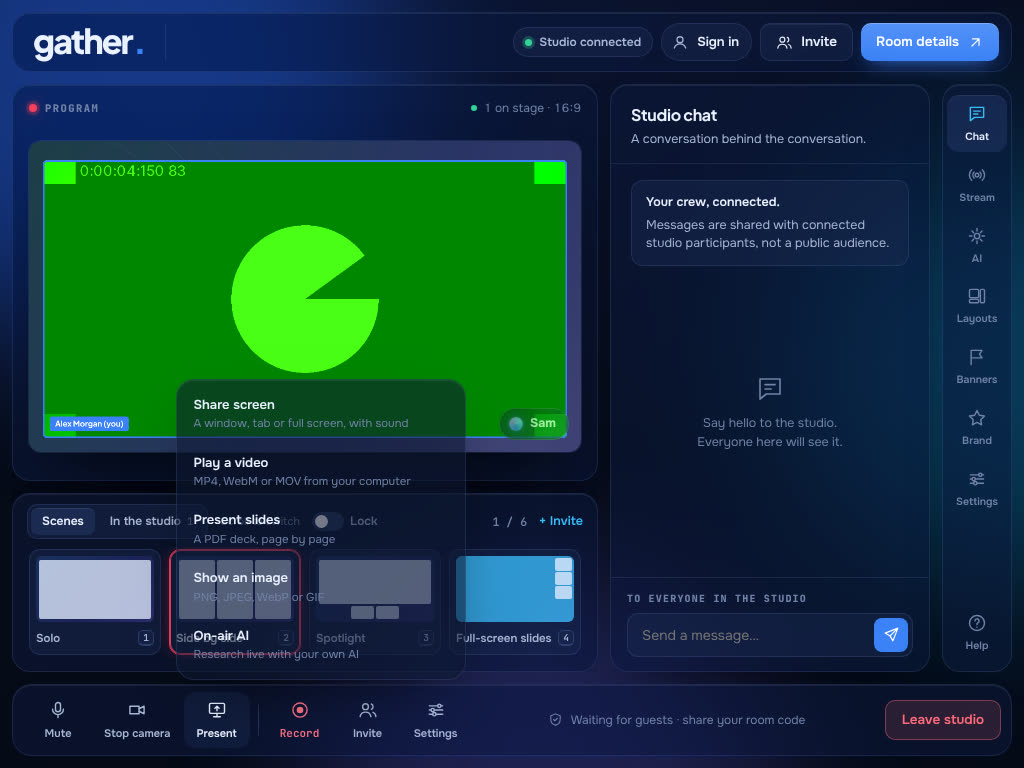 gather.
Studio connected
Sign in
Invite
Room details
PROGRAM
1 on stage · 16:9
0:00:04:150 83
Alex Morgan (you)
Sam
Share screen
A window, tab or full screen, with sound
Play a video
MP4, WebM or MOV from your computer
Present slides
A PDF deck, page by page
Show an image
PNG, JPEG, WebP or GIF
On-air AI
Research live with your own AI
Scenes
In the studio
Lock
1 / 6
+ Invite
Solo
1
Side by side
2
Spotlight
3
Full-screen slides
4
Studio chat
A conversation behind the conversation.
Your crew, connected.
Messages are shared with connected
studio participants, not a public audience.
Say hello to the studio.
Everyone here will see it.
TO EVERYONE IN THE STUDIO
Send a message...
Chat
Stream
AI
Layouts
Banners
Brand
Settings
Help
Mute
Stop camera
Present
Record
Invite
Settings
Waiting for guests · share your room code
Leave studio